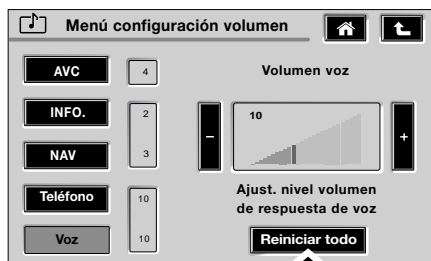 Menú configuración volumen
AVC
4
Volumen voz
INFO.
2
10
-
+
NAV
3
Teléfono
10
Ajust. nivel volumen
de respuesta de voz
Voz
10
Reiniciar todo